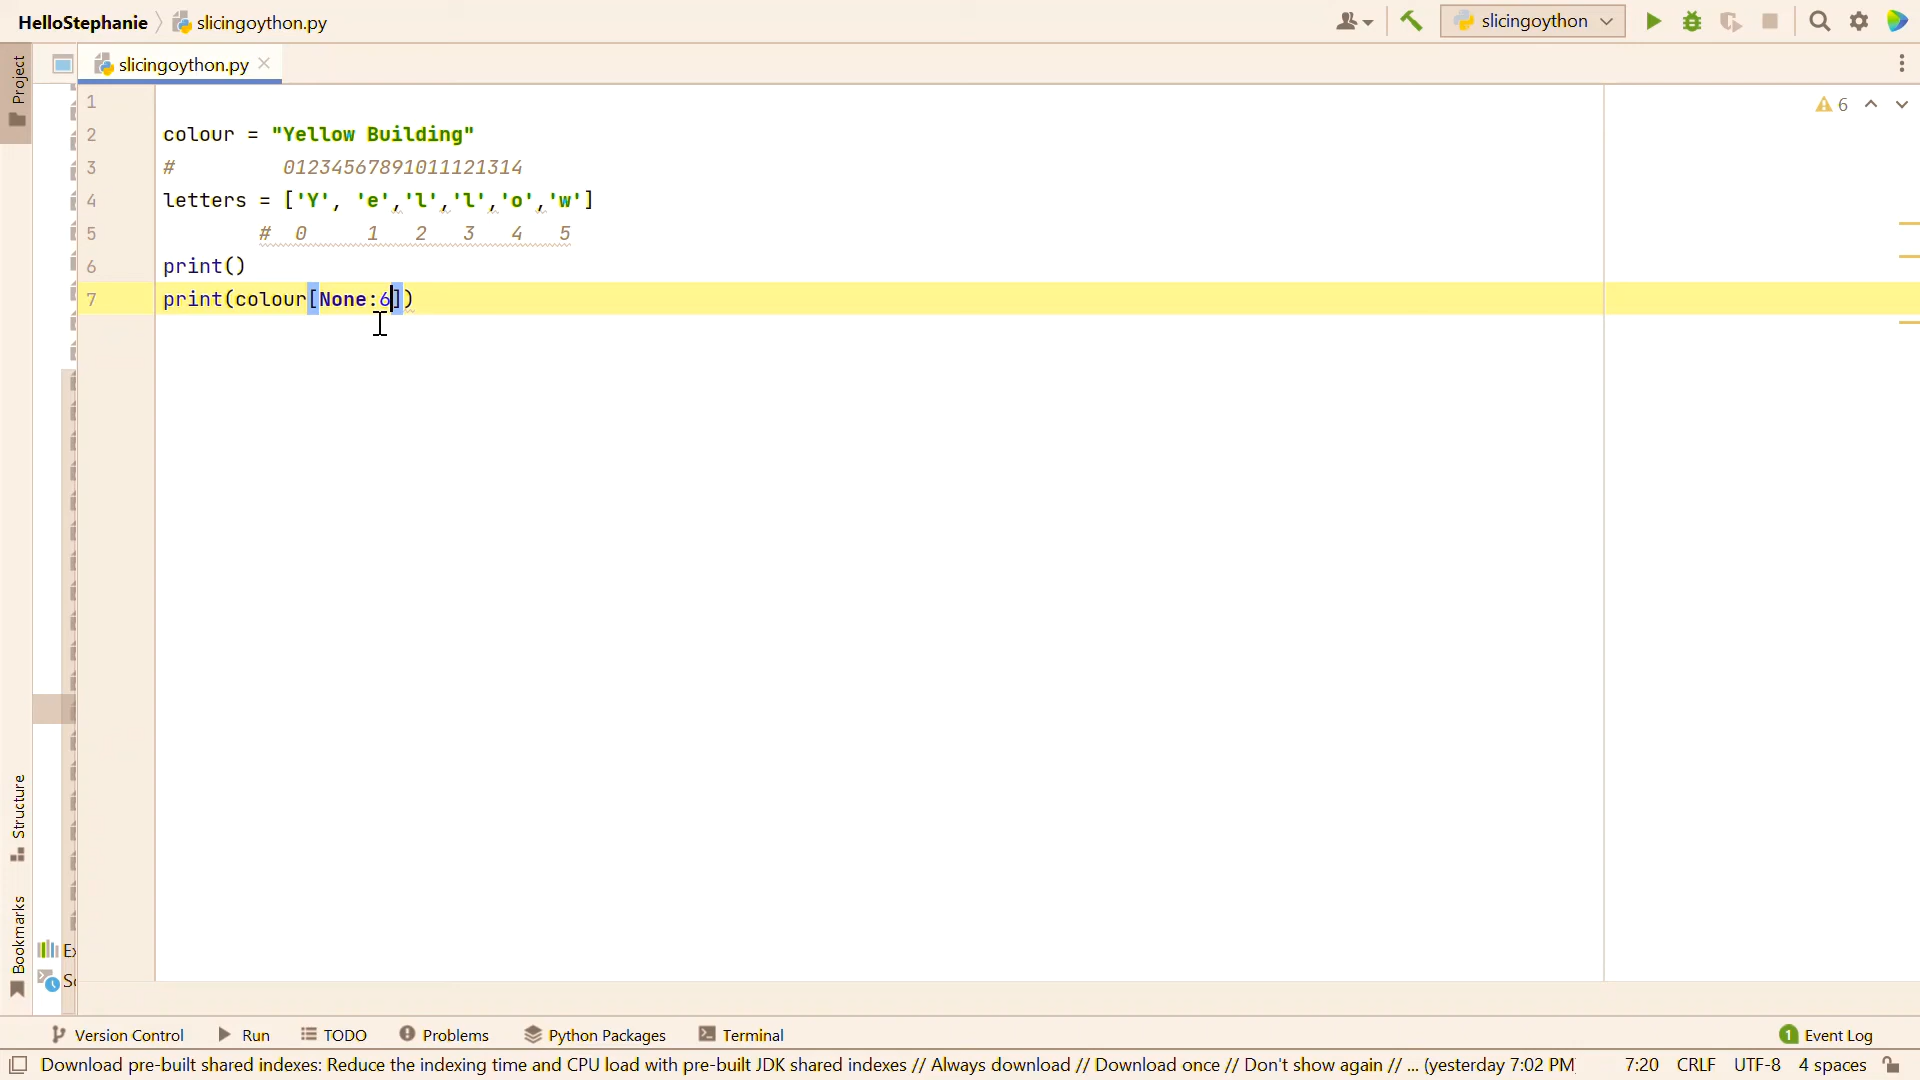 HelloStephanie slicingoython.py
slicingoython
Project
slicingoython.py
1
6
2 colour = "Yellow Building"
3 # 01234567891011121314
4 letters = ['Y', 'e','l','l','o','w']
5 # 0 1 2 3 4 5
6 print()
7 print(colour[None:6])
Structure
Bookmarks
Ex
Sc
Version Control Run TODO Problems Python Packages Terminal 1 Event Log
Download pre-built shared indexes: Reduce the indexing time and CPU load with pre-built JDK shared indexes // Always download // Download once // Don't show again // ... (yesterday 7:02 PM) 7:20 CRLF UTF-8 4 spaces